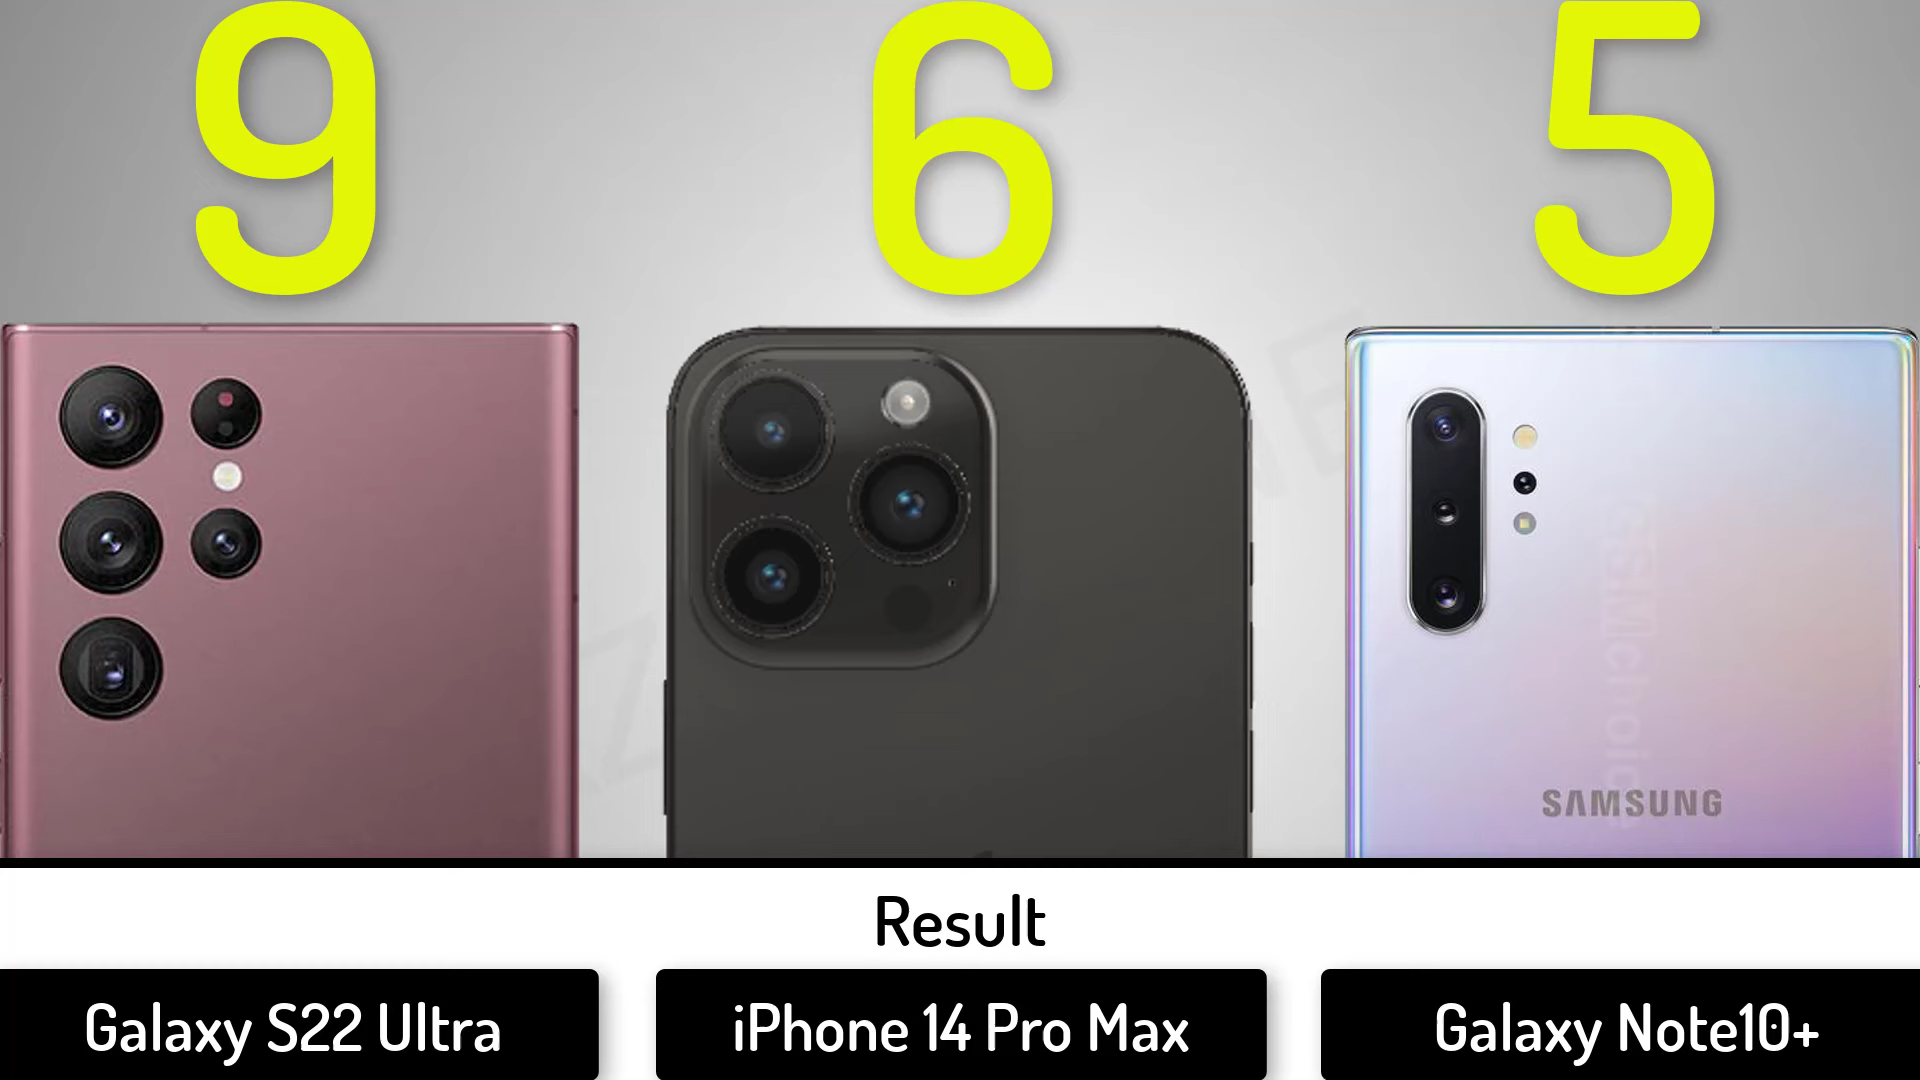 9 6 5
SAMSUNG
Result
Galaxy S22 Ultra
iPhone 14 Pro Max
Galaxy Note10+